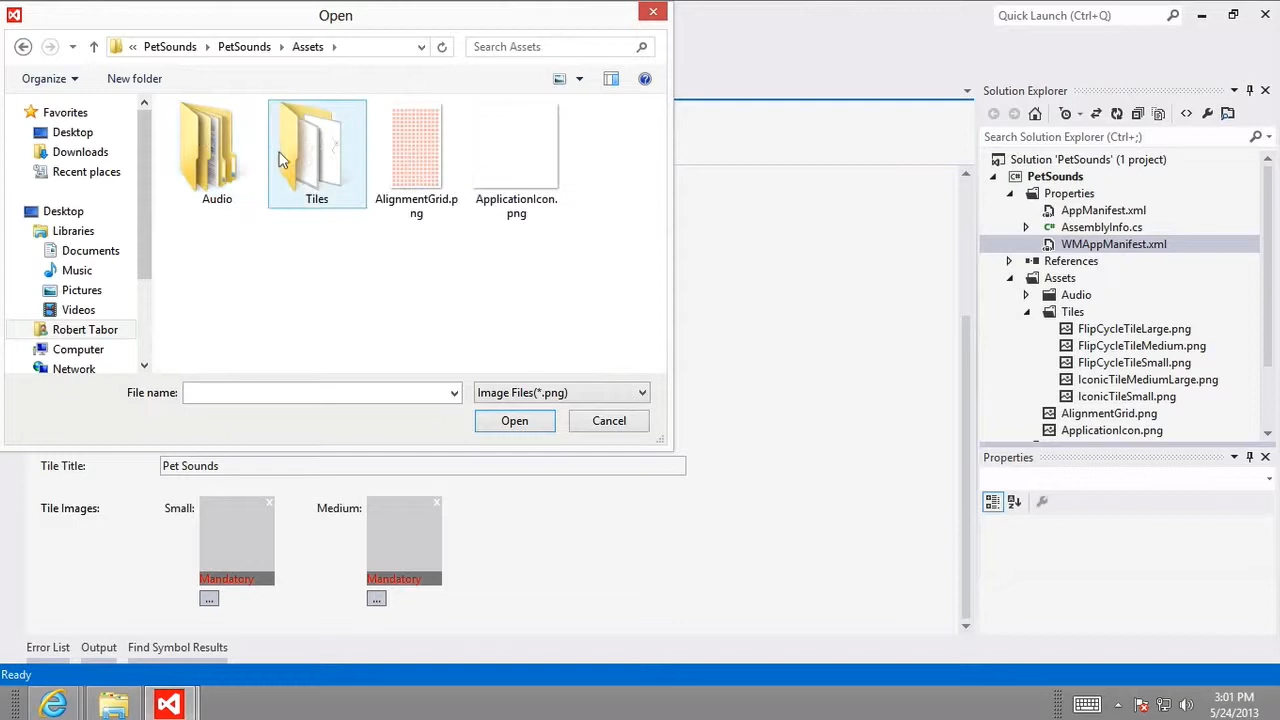 Open
Quick Launch (Ctrl+Q)
« PetSounds PetSounds Assets
Search Assets
Organize New folder
Favorites
Desktop
Downloads
Recent places
Desktop
Libraries
Documents
Music
Pictures
Videos
Robert Tabor
Computer
Network
Audio
Tiles
AlignmentGrid.p
ng
ApplicationIcon.
png
File name:
Image Files(*.png)
Open Cancel
Tile Title: Pet Sounds
Tile Images: Small: Medium:
x x
Mandatory Mandatory
... ...
Error List Output Find Symbol Results
Ready
Solution Explorer
Search Solution Explorer (Ctrl+;)
Solution 'PetSounds' (1 project)
C# PetSounds
Properties
AppManifest.xml
C# AssemblyInfo.cs
WMAppManifest.xml
References
Assets
Audio
Tiles
FlipCycleTileLarge.png
FlipCycleTileMedium.png
FlipCycleTileSmall.png
IconicTileMediumLarge.png
IconicTileSmall.png
AlignmentGrid.png
ApplicationIcon.png
Properties
3:01 PM
5/24/2013